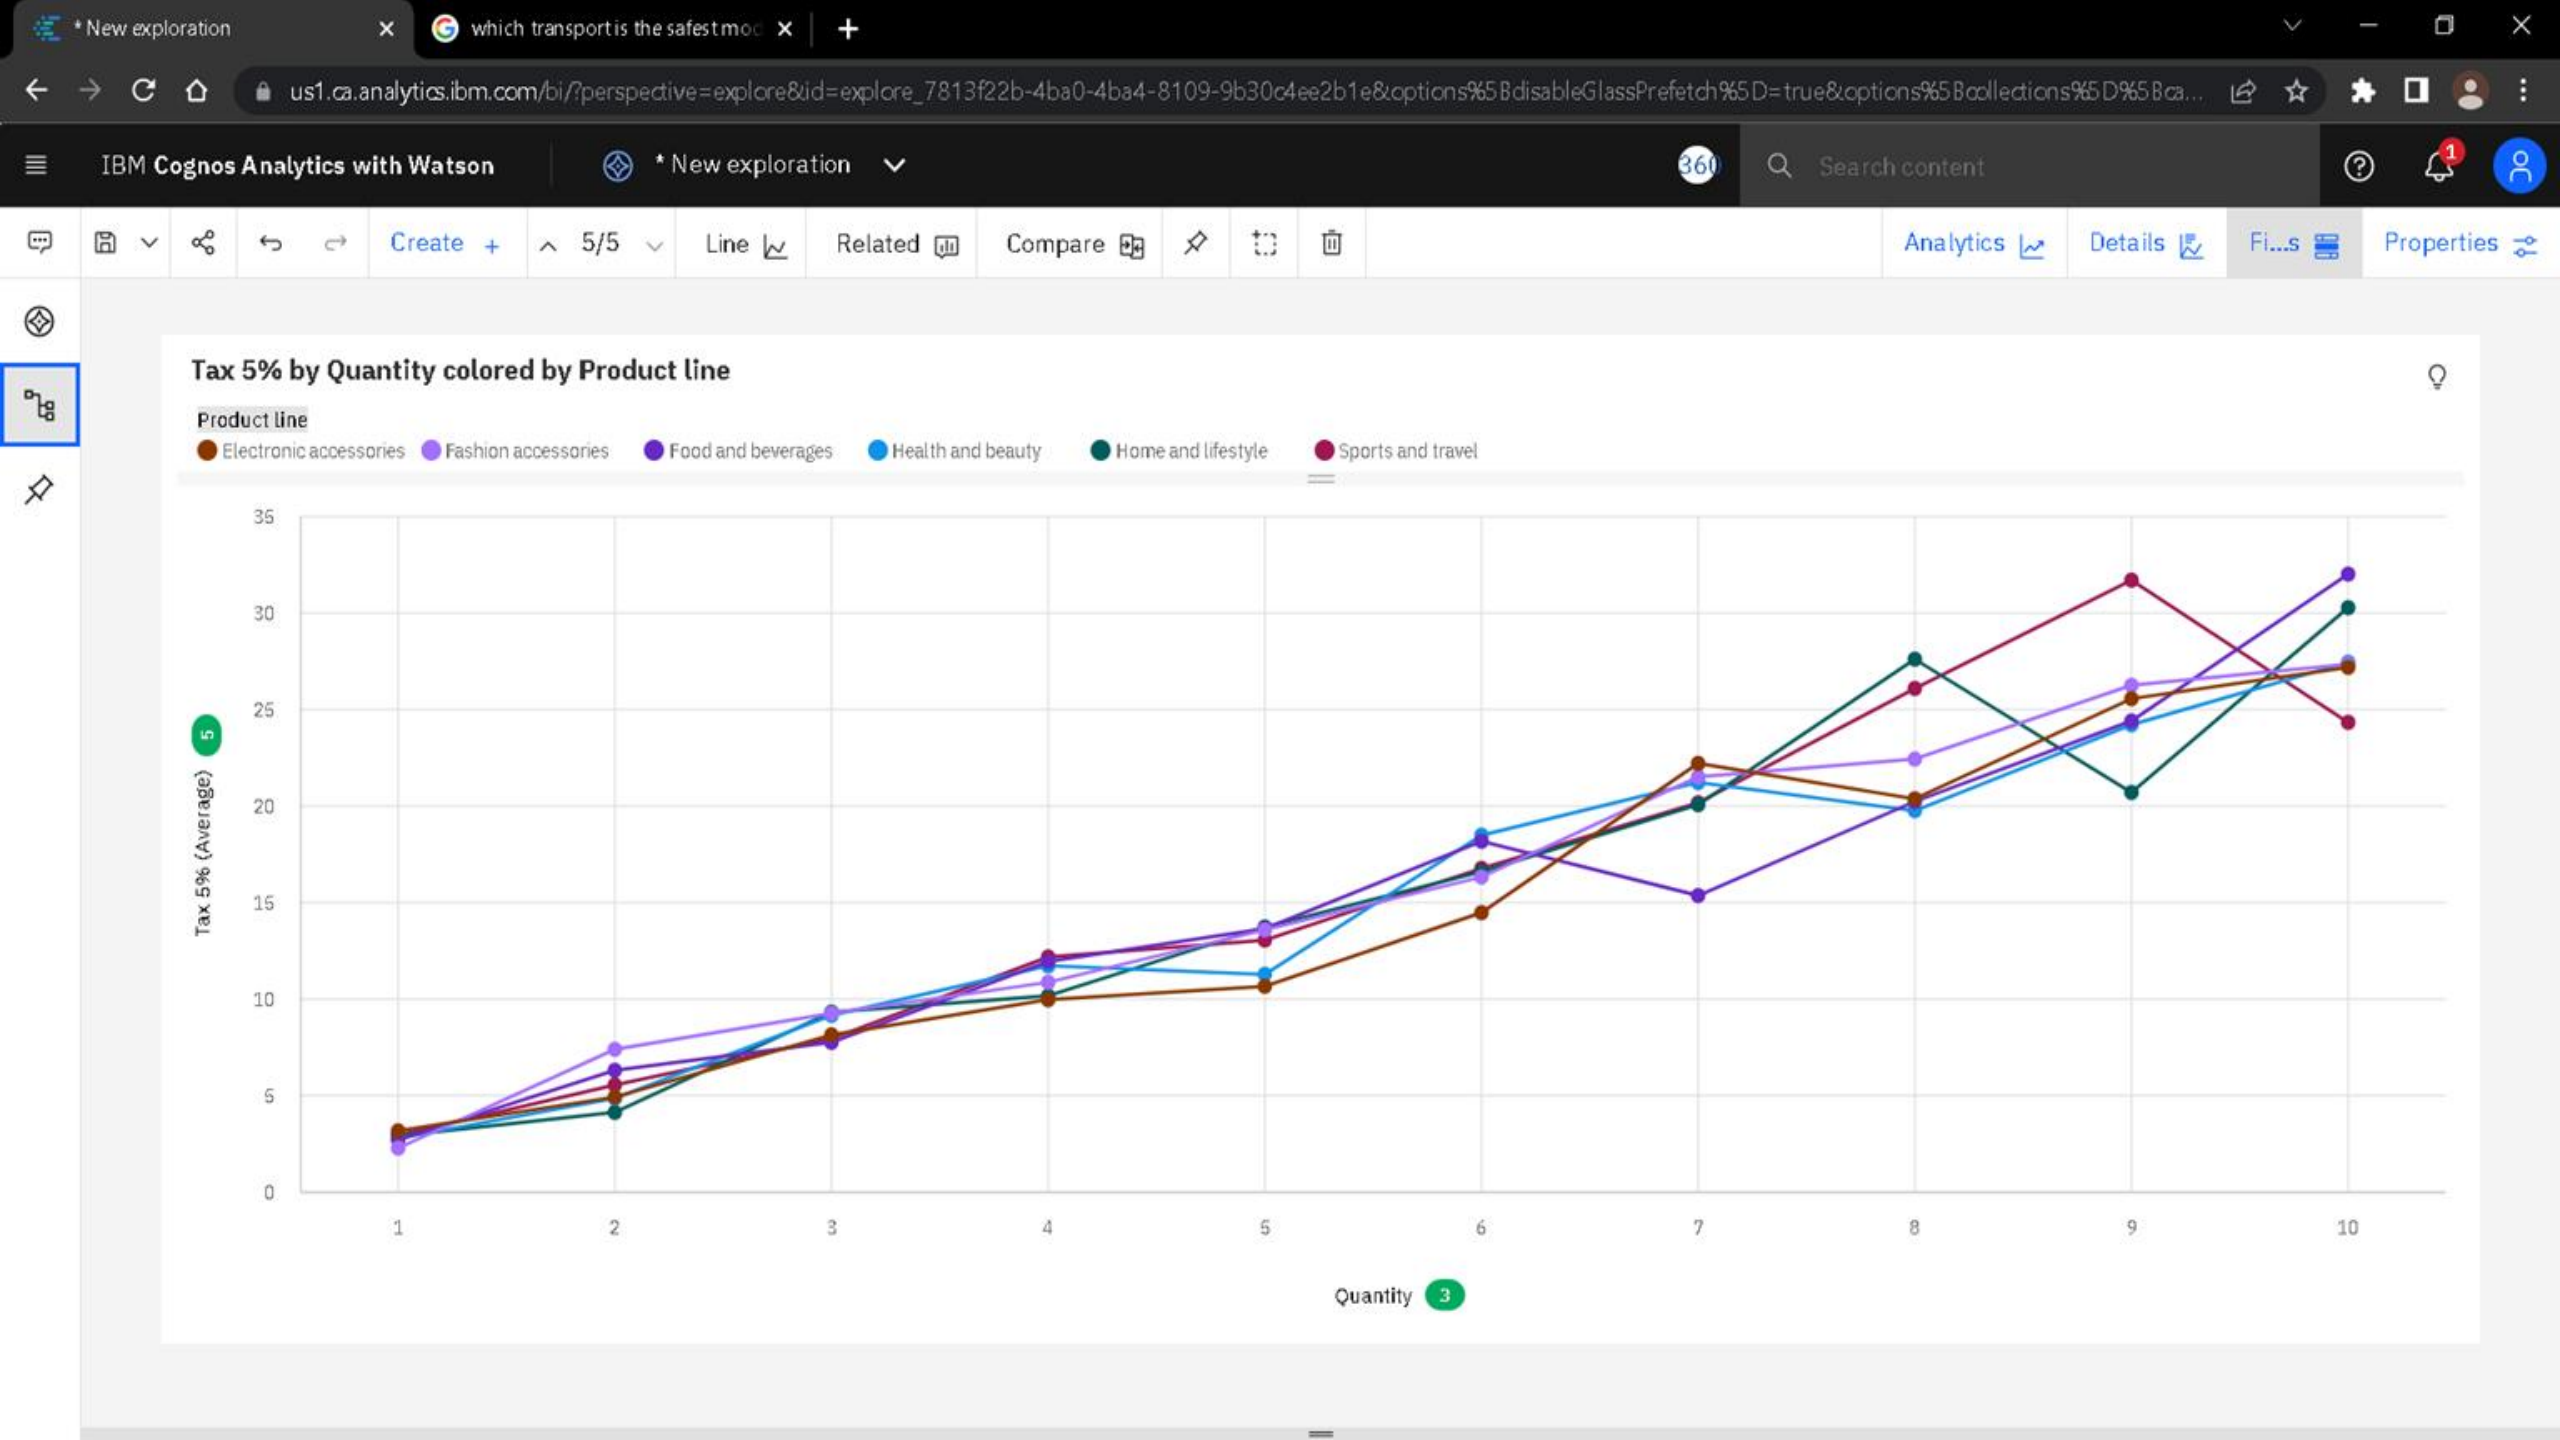 * New exploration
which transport is the safest mod
us1.ca.analytics.ibm.com/bi/?perspective=explore&id=explore_7813f22b-4ba0-4ba4-8109-9b30c4ee2b1e&options%5BdisableGlassPrefetch%5D=true&options%5Bcollections%5D%5Bca...
IBM Cognos Analytics with Watson
* New exploration
360
Search content
1
Create +
5/5
Line
Related
Compare
Analytics
Details
Fi...s
Properties
Tax 5% by Quantity colored by Product line
Product line
Electronic accessories Fashion accessories Food and beverages Health and beauty Home and lifestyle Sports and travel
35
30
25
20
15
10
5
0
Tax 5% (Average) 5
1 2 3 4 5 6 7 8 9 10
Quantity 3